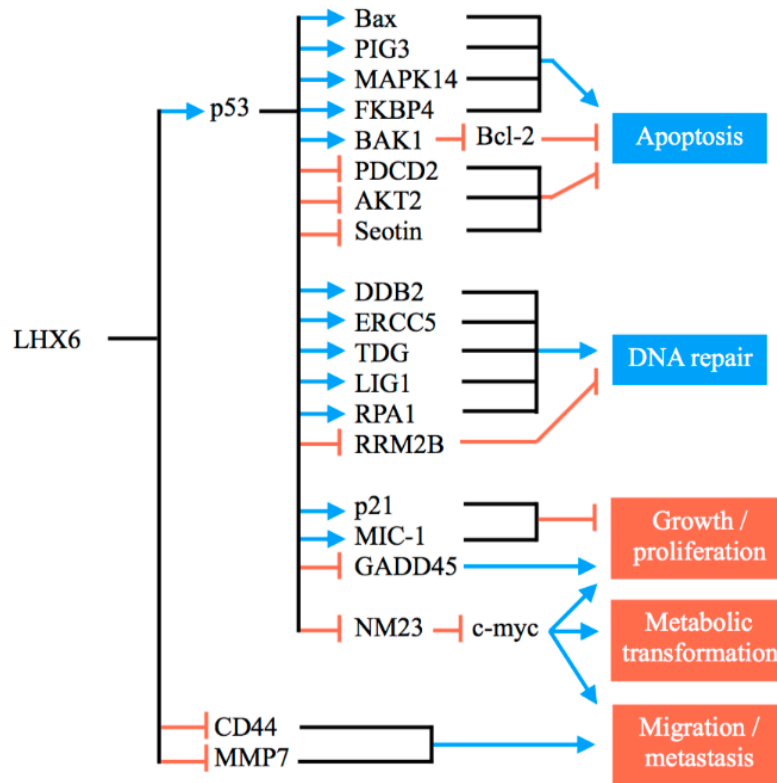 Bax
PIG3
MAPK14
p53
FKBP4
BAK1
Bcl-2
Apoptosis
PDCD2
AKT2
Seotin
DDB2
ERCC5
LHX6
TDG
DNA repair
LIG1
RPA1
RRM2B
p21
MIC-1
Growth /
proliferation
GADD45
NM23
c-myc
Metabolic
transformation
CD44
MMP7
Migration /
metastasis